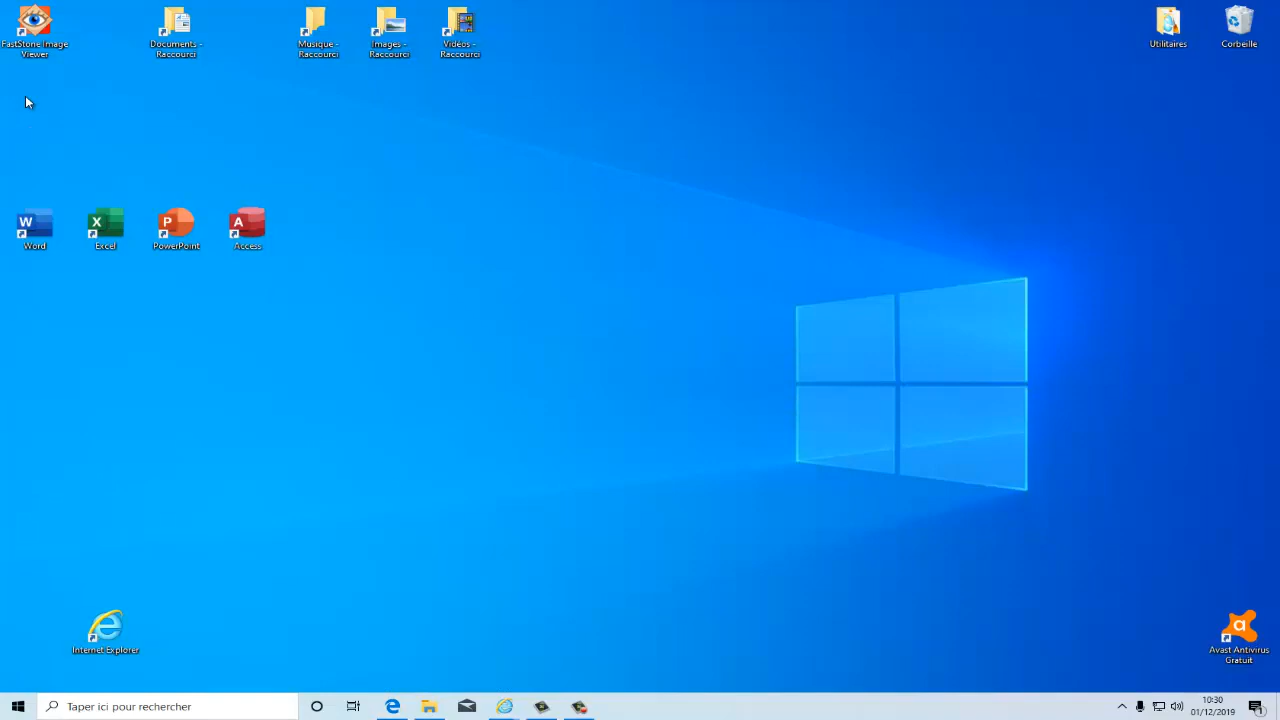 FastStone Image
Viewer
Documents -
Raccourci
Musique -
Raccourci
Images -
Raccourci
Vidéos -
Raccourci
Utilitaires
Corbeille
W
Word
X
Excel
P
PowerPoint
A
Access
Internet Explorer
a
Avast Antivirus
Gratuit
Taper ici pour rechercher
10:30
01/12/2019
1